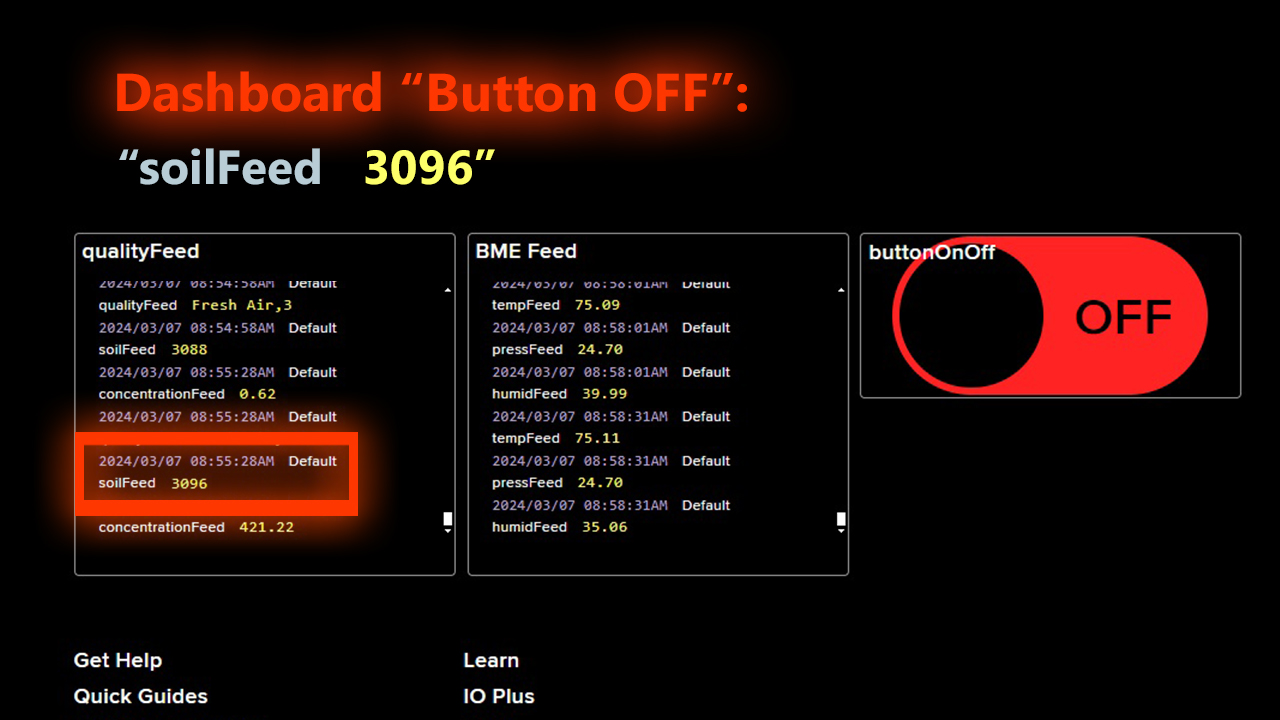 Dashboard “Button OFF”:
“soilFeed 3096”
qualityFeed
2024/03/07 08:54:58AM Default
qualityFeed Fresh Air,3
2024/03/07 08:54:58AM Default
soilFeed 3088
2024/03/07 08:55:28AM Default
concentrationFeed 0.62
2024/03/07 08:55:28AM Default
2024/03/07 08:55:28AM Default
soilFeed 3096
concentrationFeed 421.22
BME Feed
2024/03/07 08:58:01AM Default
tempFeed 75.09
2024/03/07 08:58:01AM Default
pressFeed 24.70
2024/03/07 08:58:01AM Default
humidFeed 39.99
2024/03/07 08:58:31AM Default
tempFeed 75.11
2024/03/07 08:58:31AM Default
pressFeed 24.70
2024/03/07 08:58:31AM Default
humidFeed 35.06
buttonOnOff
OFF
Get Help
Quick Guides
Learn
IO Plus